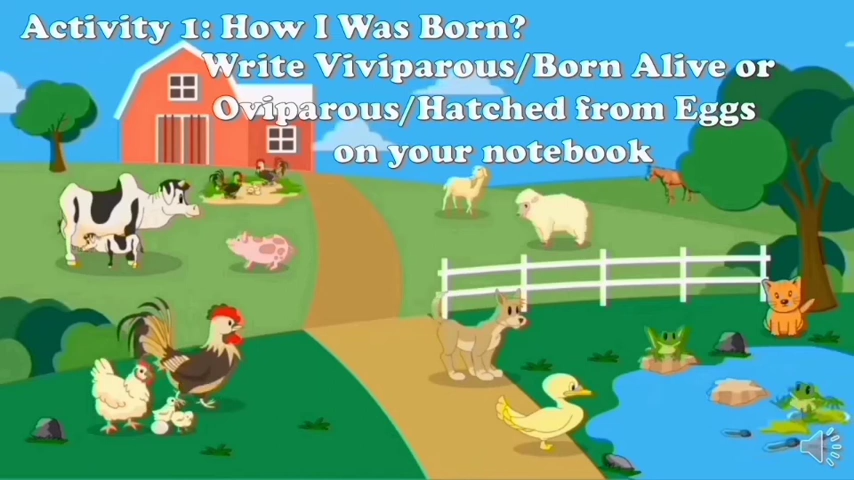 Activity 1: How I Was Born?
Write Viviparous/Born Alive or
Oviparous/Hatched from Eggs
on your notebook